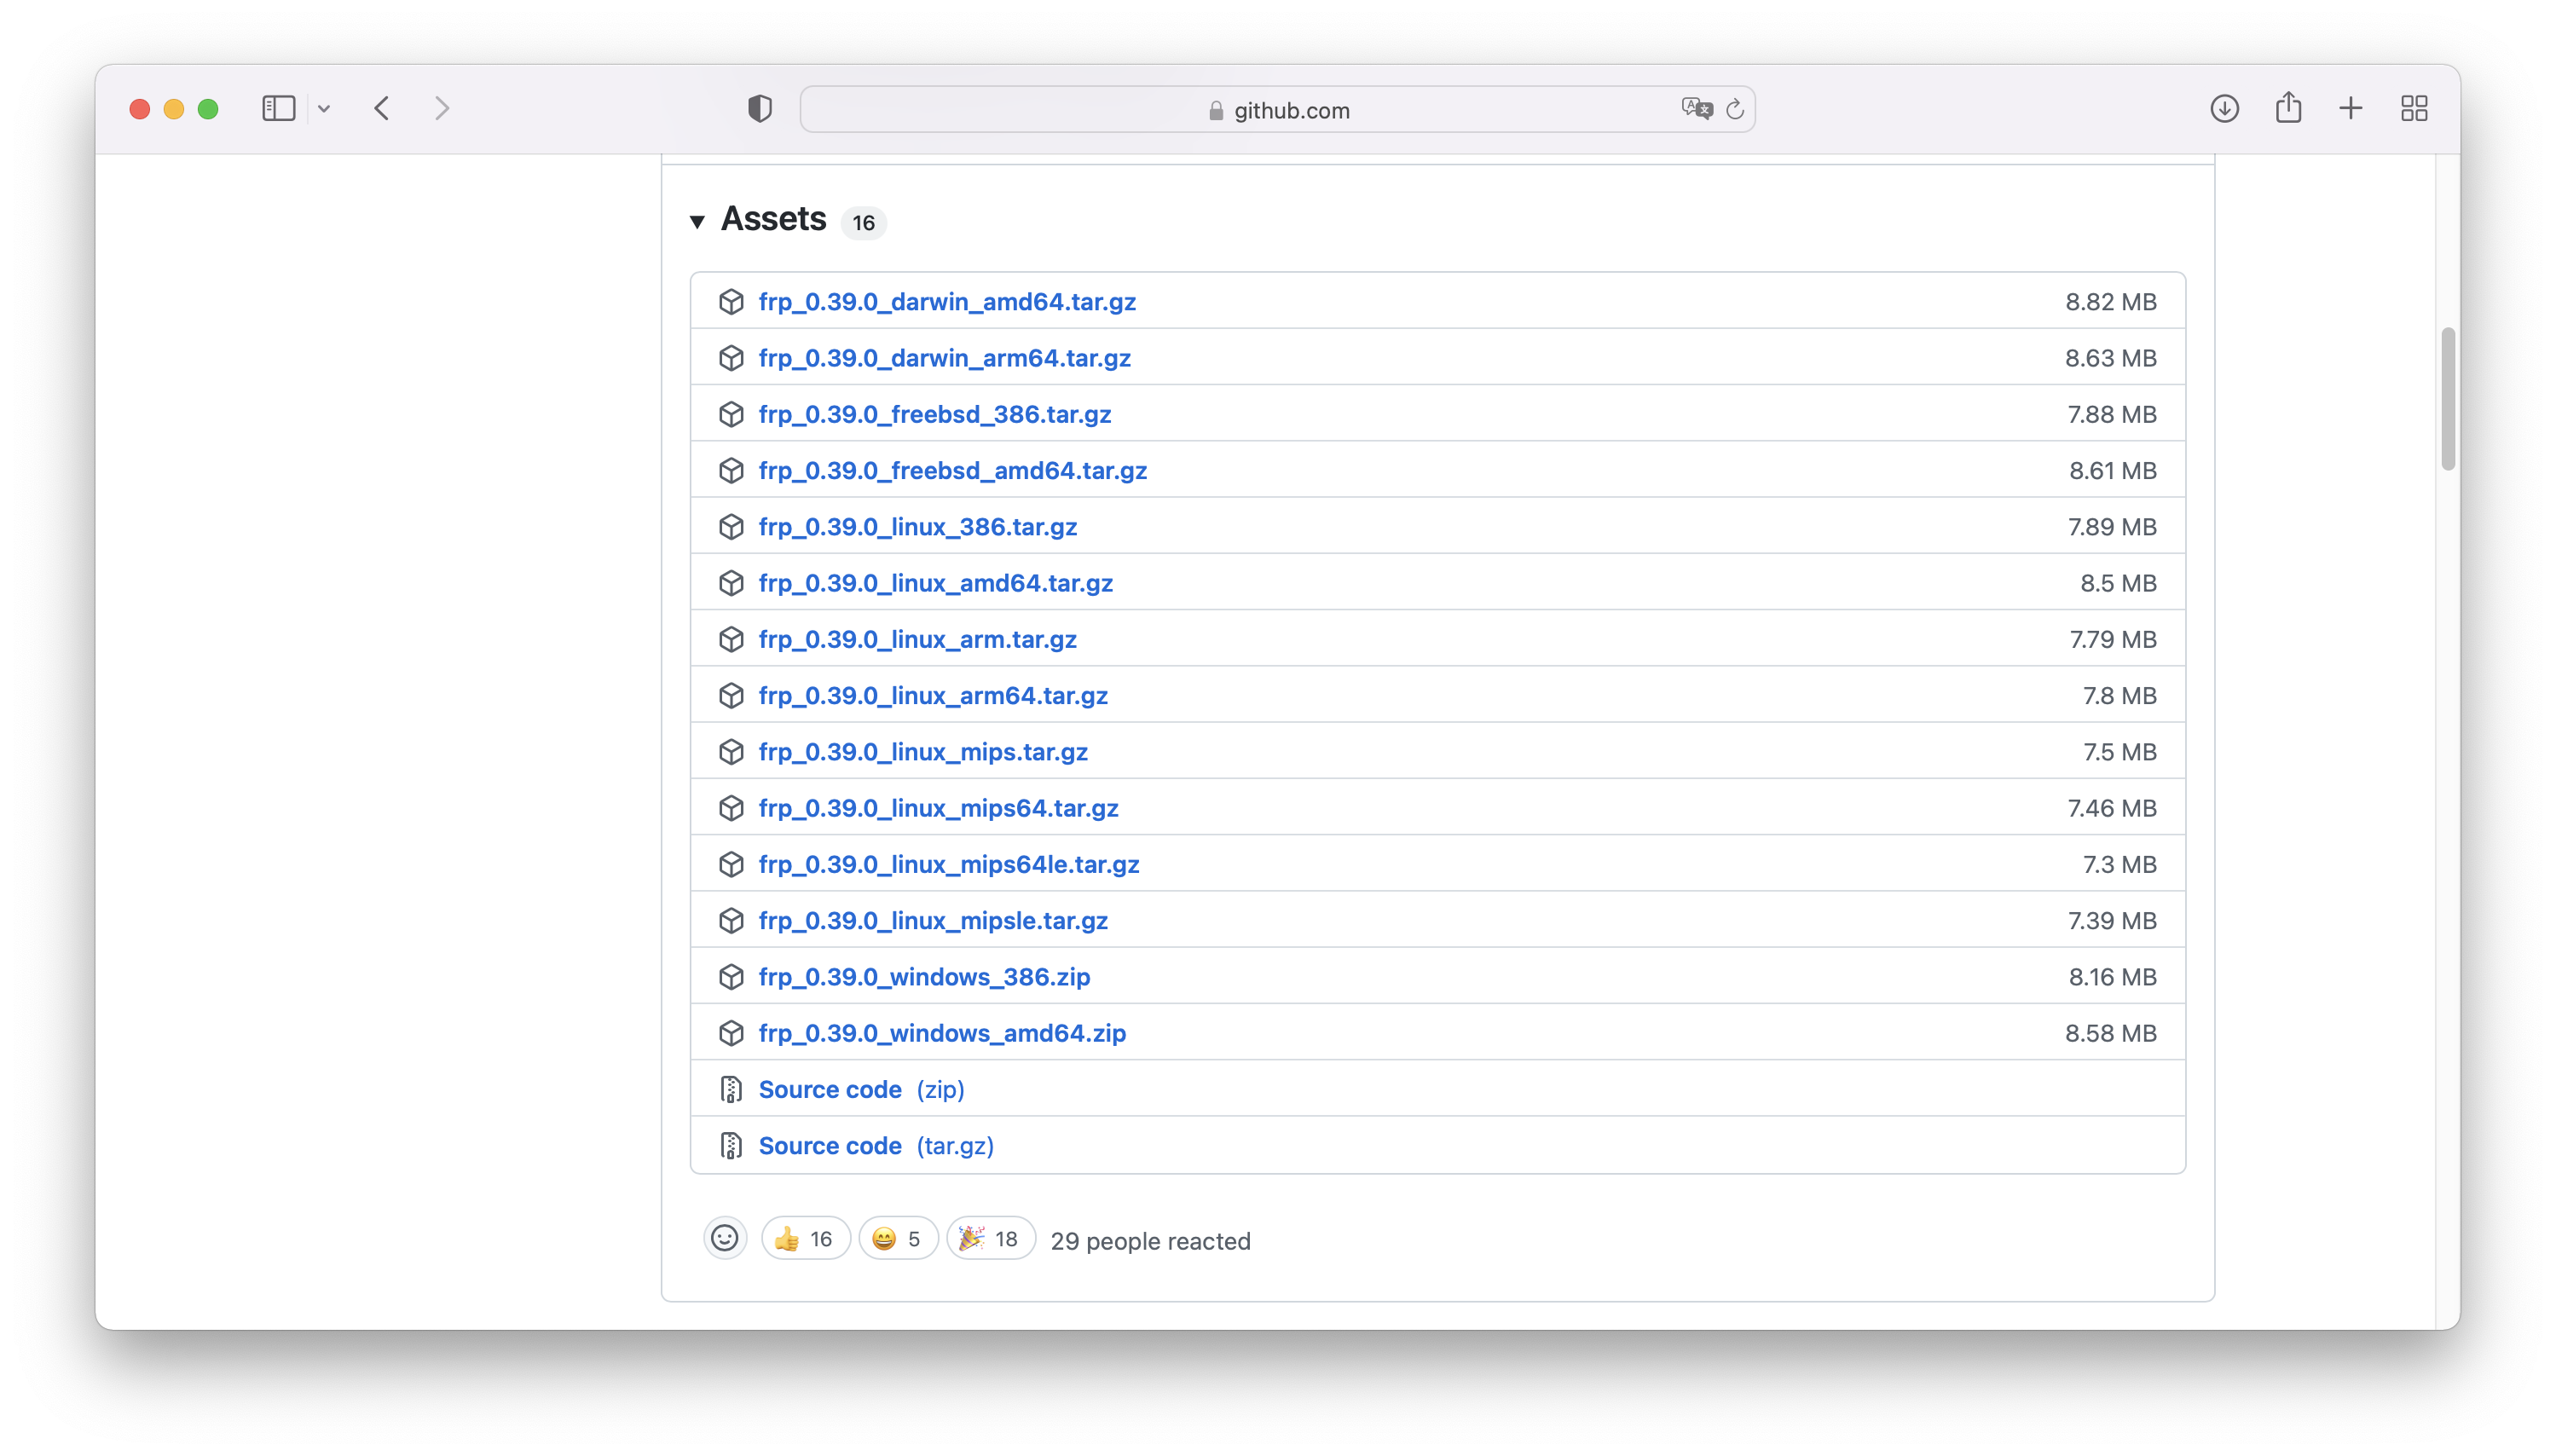 github.com
Assets 16
frp_0.39.0_darwin_amd64.tar.gz 8.82 MB
frp_0.39.0_darwin_arm64.tar.gz 8.63 MB
frp_0.39.0_freebsd_386.tar.gz 7.88 MB
frp_0.39.0_freebsd_amd64.tar.gz 8.61 MB
frp_0.39.0_linux_386.tar.gz 7.89 MB
frp_0.39.0_linux_amd64.tar.gz 8.5 MB
frp_0.39.0_linux_arm.tar.gz 7.79 MB
frp_0.39.0_linux_arm64.tar.gz 7.8 MB
frp_0.39.0_linux_mips.tar.gz 7.5 MB
frp_0.39.0_linux_mips64.tar.gz 7.46 MB
frp_0.39.0_linux_mips64le.tar.gz 7.3 MB
frp_0.39.0_linux_mipsle.tar.gz 7.39 MB
frp_0.39.0_windows_386.zip 8.16 MB
frp_0.39.0_windows_amd64.zip 8.58 MB
Source code (zip)
Source code (tar.gz)
👍 16 😄 5 🎉 18 29 people reacted